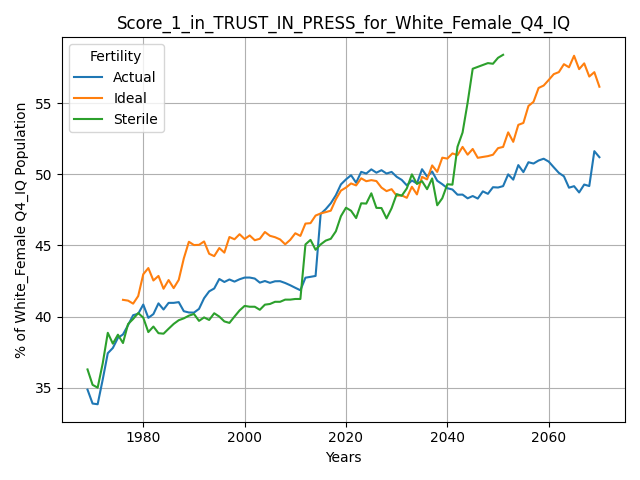 Score_1_in_TRUST_IN_PRESS_for_White_Female_Q4_IQ
Fertility
Actual
Ideal
Sterile
% of White_Female Q4_IQ Population
55
50
45
40
35
1980
2000
2020
2040
2060
Years